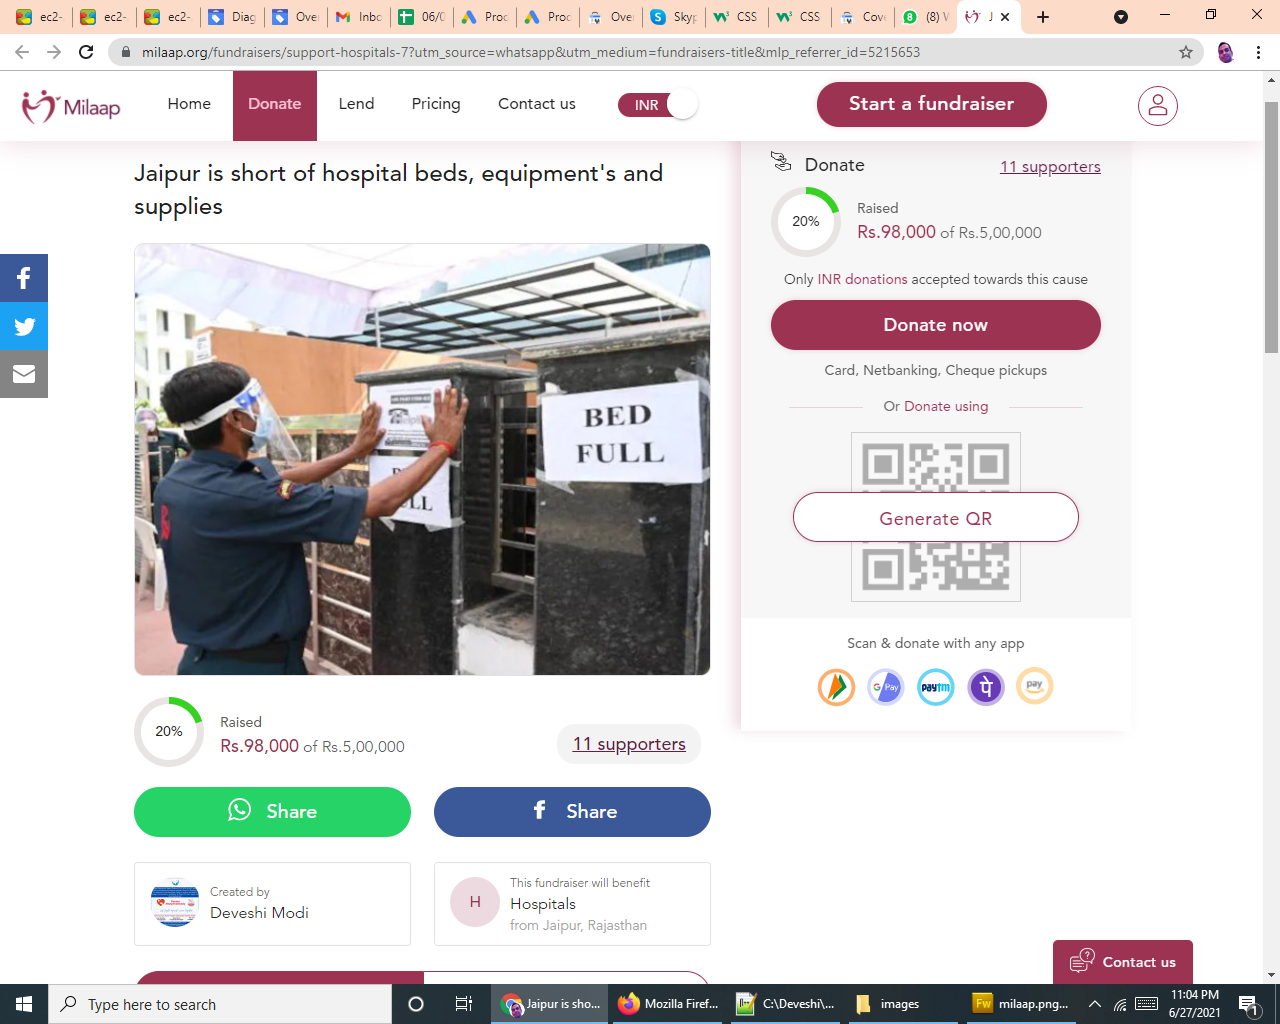 ec2-
ec2-
ec2-
Diag
Over
Inbo
06/0
Proc
Proc
Over
Skyp
CSS
CSS
Cov
(8) W
J
milaap.org/fundraisers/support-hospitals-7?utm_source=whatsapp&utm_medium=fundraisers-title&mlp_referrer_id=5215653
Milaap
Home
Donate
Lend
Pricing
Contact us
INR
Start a fundraiser
Jaipur is short of hospital beds, equipment's and
supplies
BED
FULL
Donate
11 supporters
20%
Raised
Rs.98,000 of Rs.5,00,000
Only INR donations accepted towards this cause
Donate now
Card, Netbanking, Cheque pickups
Or Donate using
Generate QR
Scan & donate with any app
G Pay
paytm
पे
pay
20%
Raised
Rs.98,000 of Rs.5,00,000
11 supporters
Share
Share
Created by
Deveshi Modi
H
This fundraiser will benefit
Hospitals
from Jaipur, Rajasthan
Contact us
Type here to search
Jaipur is sho...
Mozilla Firef...
C:\Deveshi\...
images
Fw
milaap.png...
11:04 PM
6/27/2021
1